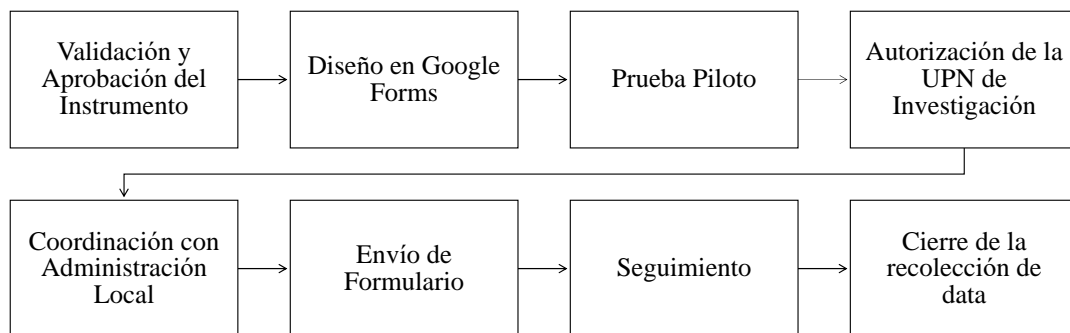 Validación y
Aprobación del
Instrumento
Diseño en Google
Forms
Prueba Piloto
Autorización de la
UPN de
Investigación
Coordinación con
Administración
Local
Envío de
Formulario
Seguimiento
Cierre de la
recolección de
data